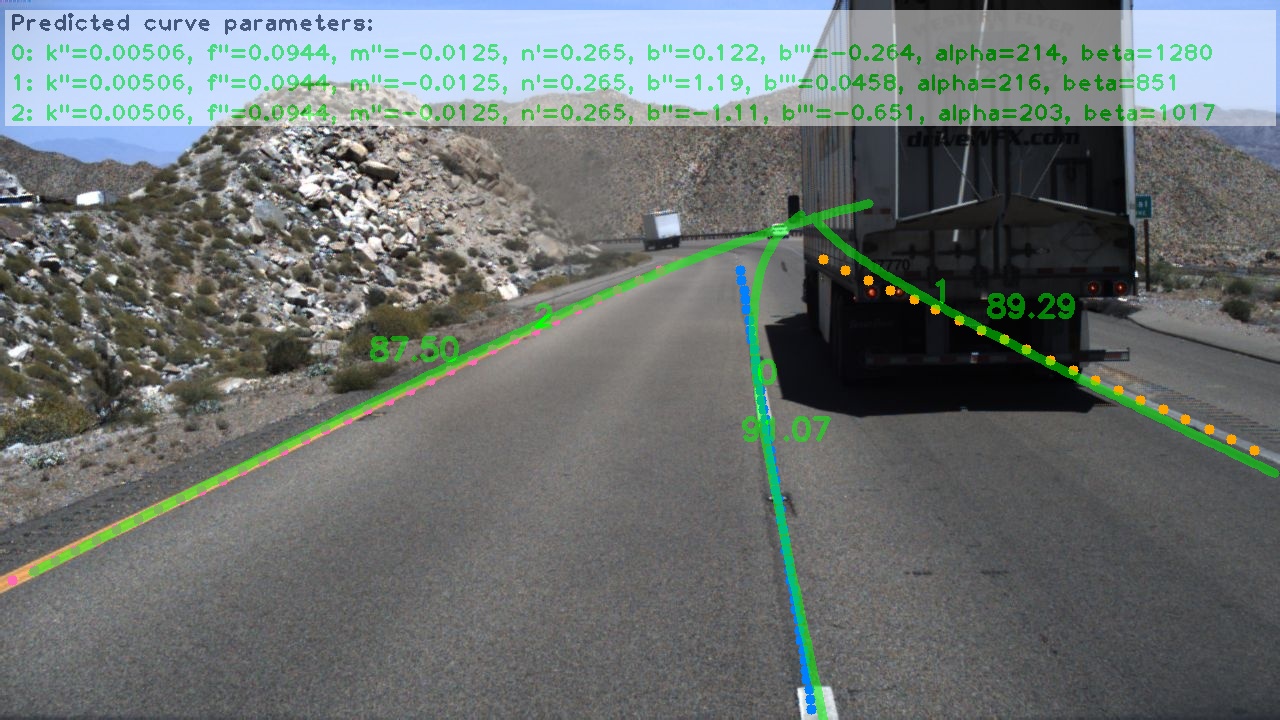 Predicted curve parameters:
0: k''=0.00506, f''=0.0944, m''=−0.0125, n'=0.265, b''=0.122, b'''=−0.264, alpha=214, beta=1280
1: k''=0.00506, f''=0.0944, m''=−0.0125, n'=0.265, b''=1.19, b'''=0.0458, alpha=216, beta=851
2: k''=0.00506, f''=0.0944, m''=−0.0125, n'=0.265, b''=−1.11, b'''=−0.651, alpha=203, beta=1017
WESTERN FLYER
driveWFX.com
7770
1
89.29
2
87.50
0